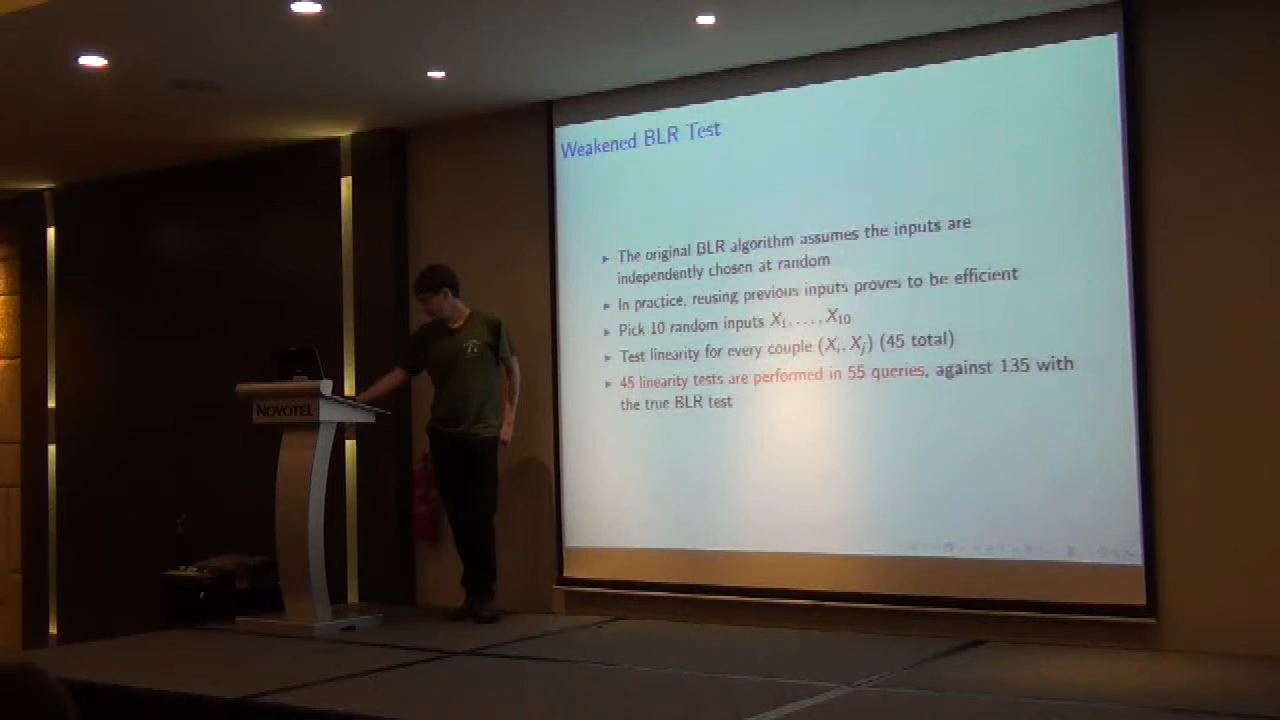 Weakened BLR Test
▸ The original BLR algorithm assumes the inputs are
independently chosen at random
▸ In practice, reusing previous inputs proves to be efficient
▸ Pick 10 random inputs X₁, . . . , X₁₀
▸ Test linearity for every couple (Xᵢ, Xⱼ) (45 total)
▸ 45 linearity tests are performed in 55 queries, against 135 with
the true BLR test
NOVOTEL